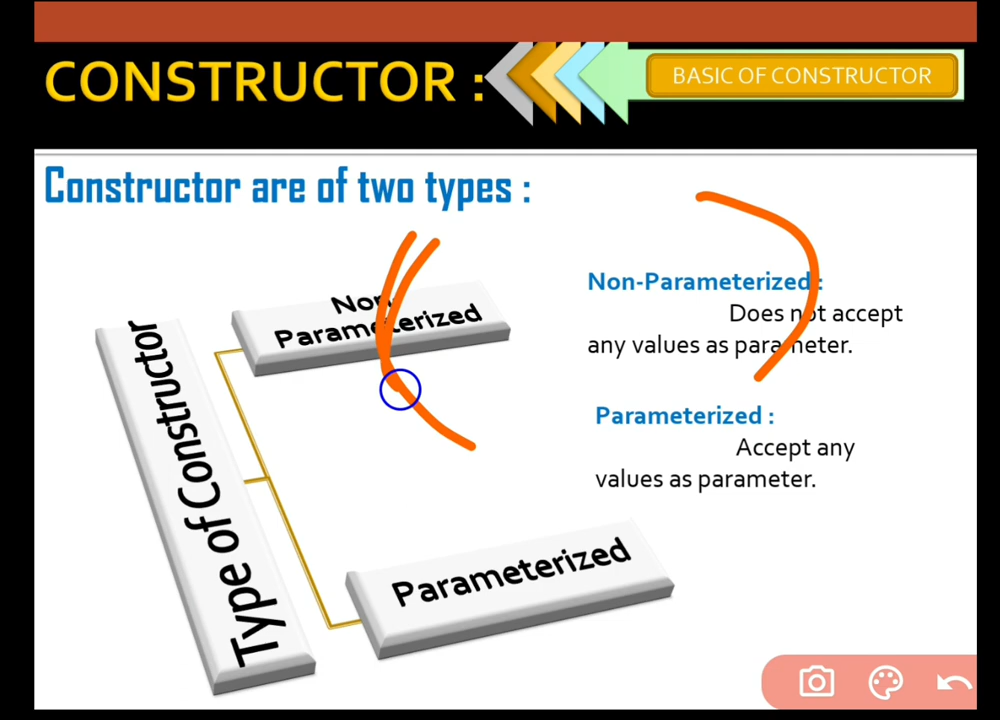 CONSTRUCTOR :
BASIC OF CONSTRUCTOR
Constructor are of two types :
Type of Constructor
Non-
Parameterized
Parameterized
Non-Parameterized :
Does not accept
any values as parameter.
Parameterized :
Accept any
values as parameter.